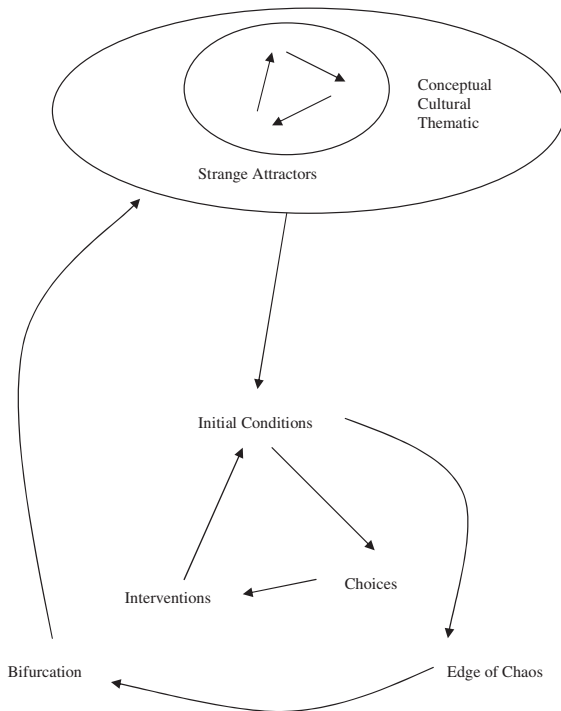 Conceptual
Cultural
Thematic
Strange Attractors
Initial Conditions
Choices
Interventions
Bifurcation
Edge of Chaos